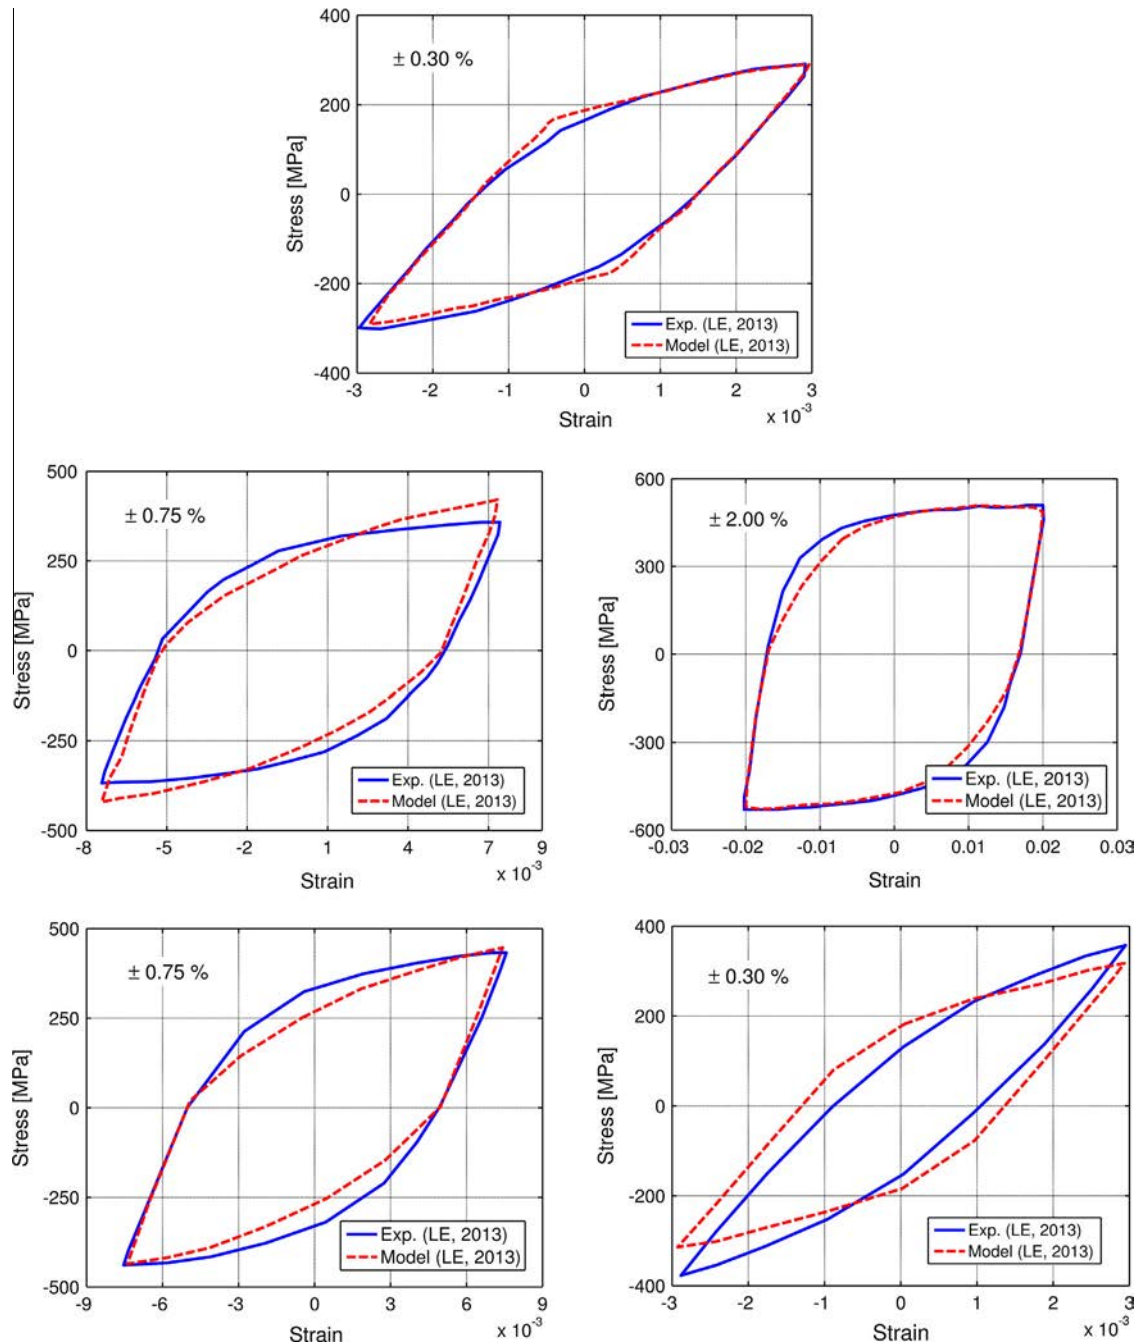 400
± 0.30 %
200
Stress [MPa]
0
-200
Exp. (LE, 2013)
Model (LE, 2013)
-400
-3 -2 -1 0 1 2 3
Strain
x 10-3
500
± 0.75 %
250
Stress [MPa]
0
-250
Exp. (LE, 2013)
Model (LE, 2013)
-500
-8 -5 -2 1 4 7 9
Strain
x 10-3
600
± 2.00 %
300
Stress [MPa]
0
-300
Exp. (LE, 2013)
Model (LE, 2013)
-600
-0.03 -0.02 -0.01 0 0.01 0.02 0.03
Strain
500
± 0.75 %
250
Stress [MPa]
0
-250
Exp. (LE, 2013)
Model (LE, 2013)
-500
-9 -6 -3 0 3 6 9
Strain
x 10-3
400
± 0.30 %
200
Stress [MPa]
0
-200
Exp. (LE, 2013)
Model (LE, 2013)
-400
-3 -2 -1 0 1 2 3
Strain
x 10-3